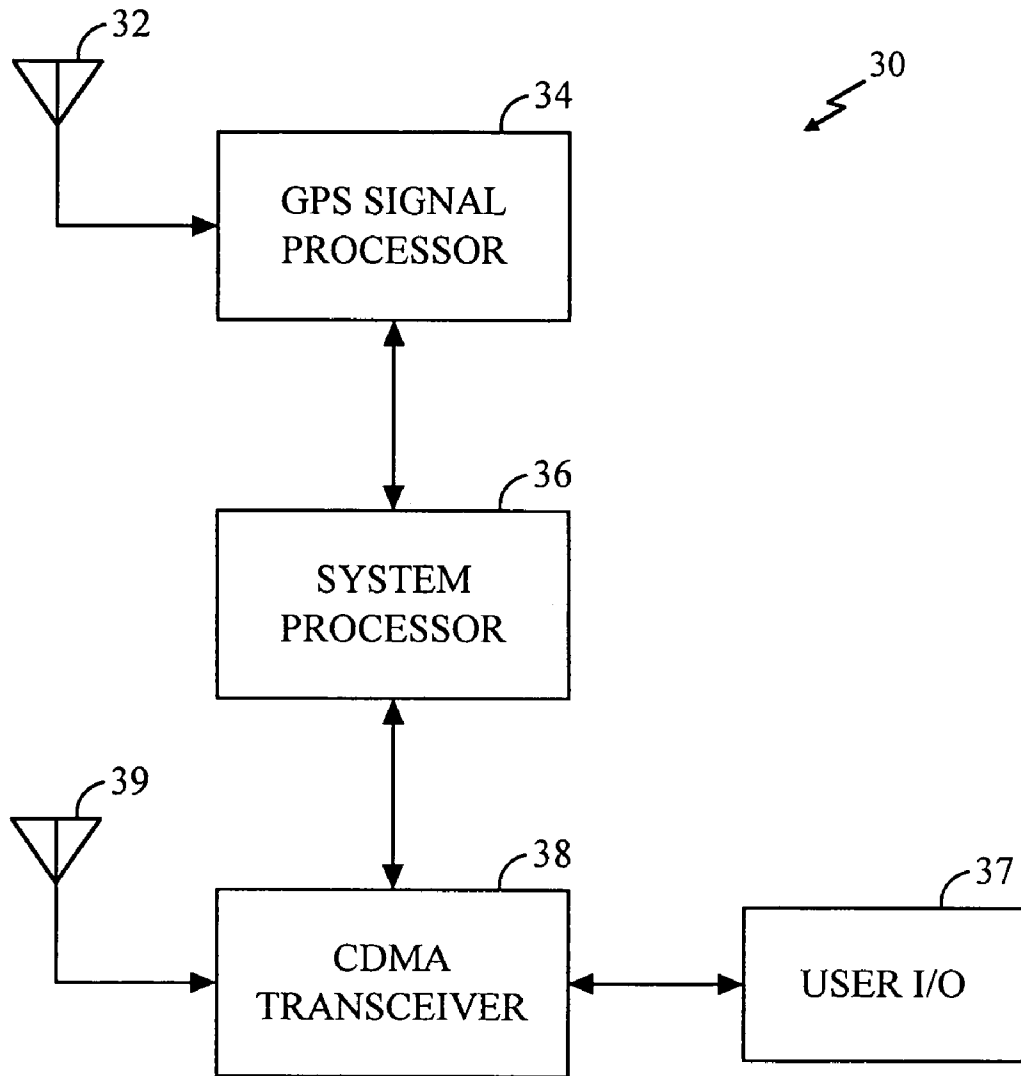 32
30
34
GPS SIGNAL
PROCESSOR
36
SYSTEM
PROCESSOR
39
38
37
CDMA
TRANSCEIVER
USER I/O